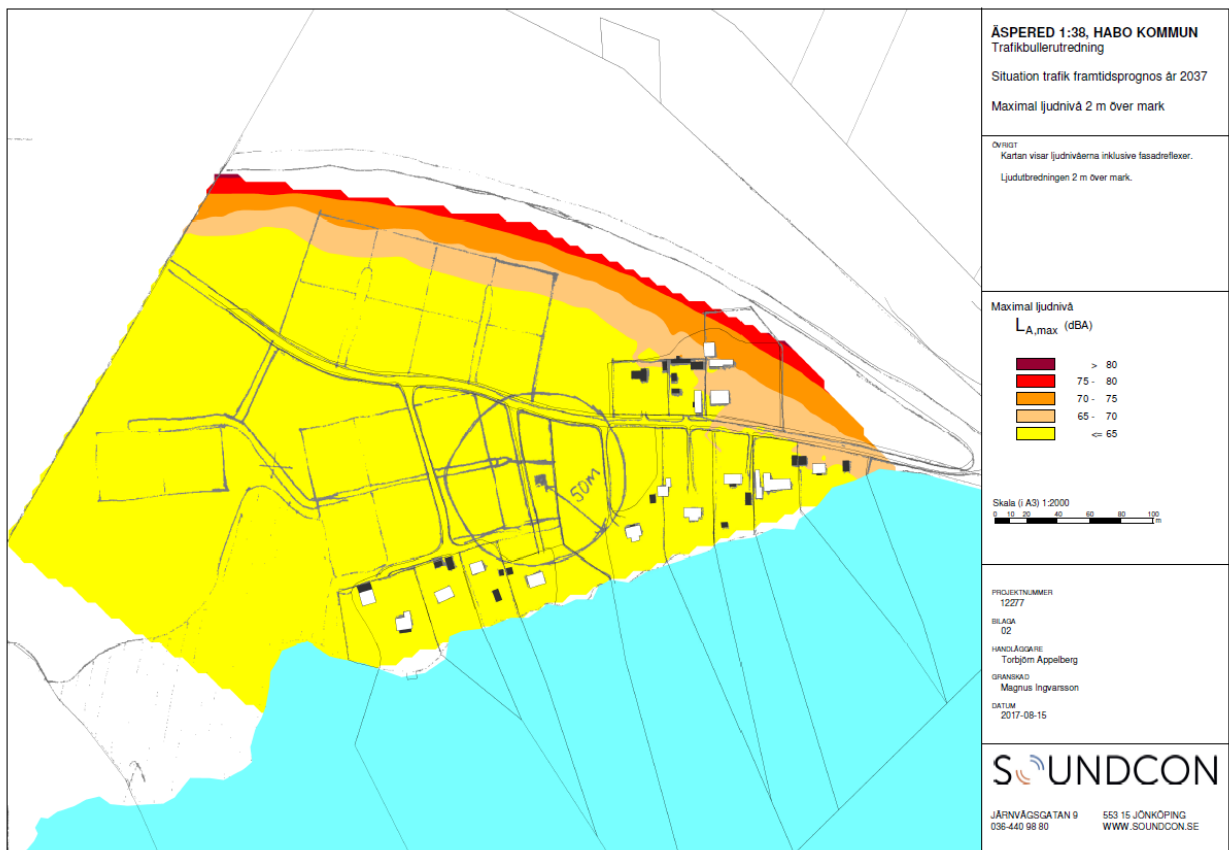 ÄSPERED 1:38, HABO KOMMUN
Trafikbullerutredning
Situation trafik framtidsprognos år 2037
Maximal ljudnivå 2 m över mark
ÖVRIGT
Kartan visar ljudnivåerna inklusive fasadreflexer.
Ljudutbredningen 2 m över mark.
Maximal ljudnivå
LA,max (dBA)
> 80
75 - 80
70 - 75
65 - 70
<= 65
Skala (i A3) 1:2000
0 10 20 40 60 80 100
m
PROJEKTNUMMER
12277
BILAGA
02
HANDLÄGGARE
Torbjörn Appelberg
GRANSKAD
Magnus Ingvarsson
DATUM
2017-08-15
SOUNDCON
JÄRNVÄGSGATAN 9 553 15 JÖNKÖPING
036-440 98 80 WWW.SOUNDCON.SE
50m